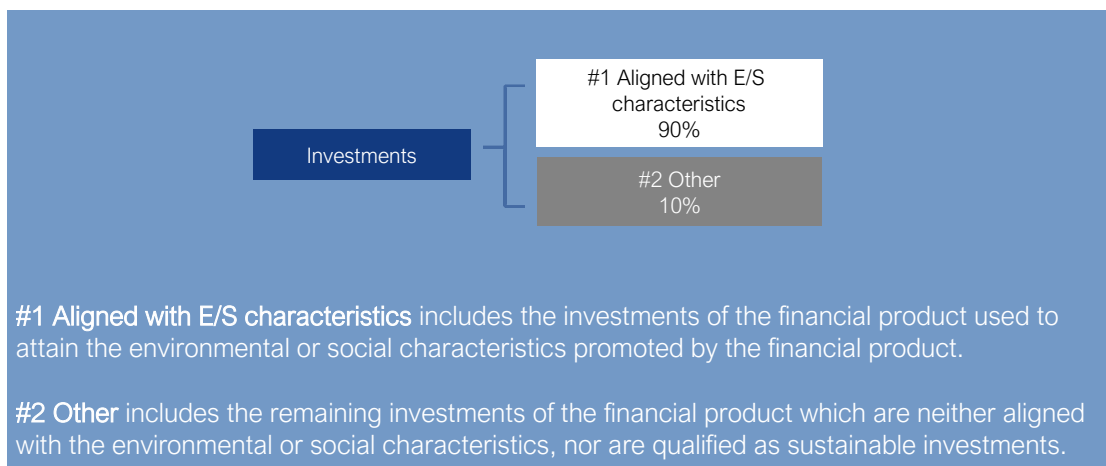 #1 Aligned with E/S
characteristics
90%
Investments
#2 Other
10%
#1 Aligned with E/S characteristics includes the investments of the financial product used to
attain the environmental or social characteristics promoted by the financial product.
#2 Other includes the remaining investments of the financial product which are neither aligned
with the environmental or social characteristics, nor are qualified as sustainable investments.